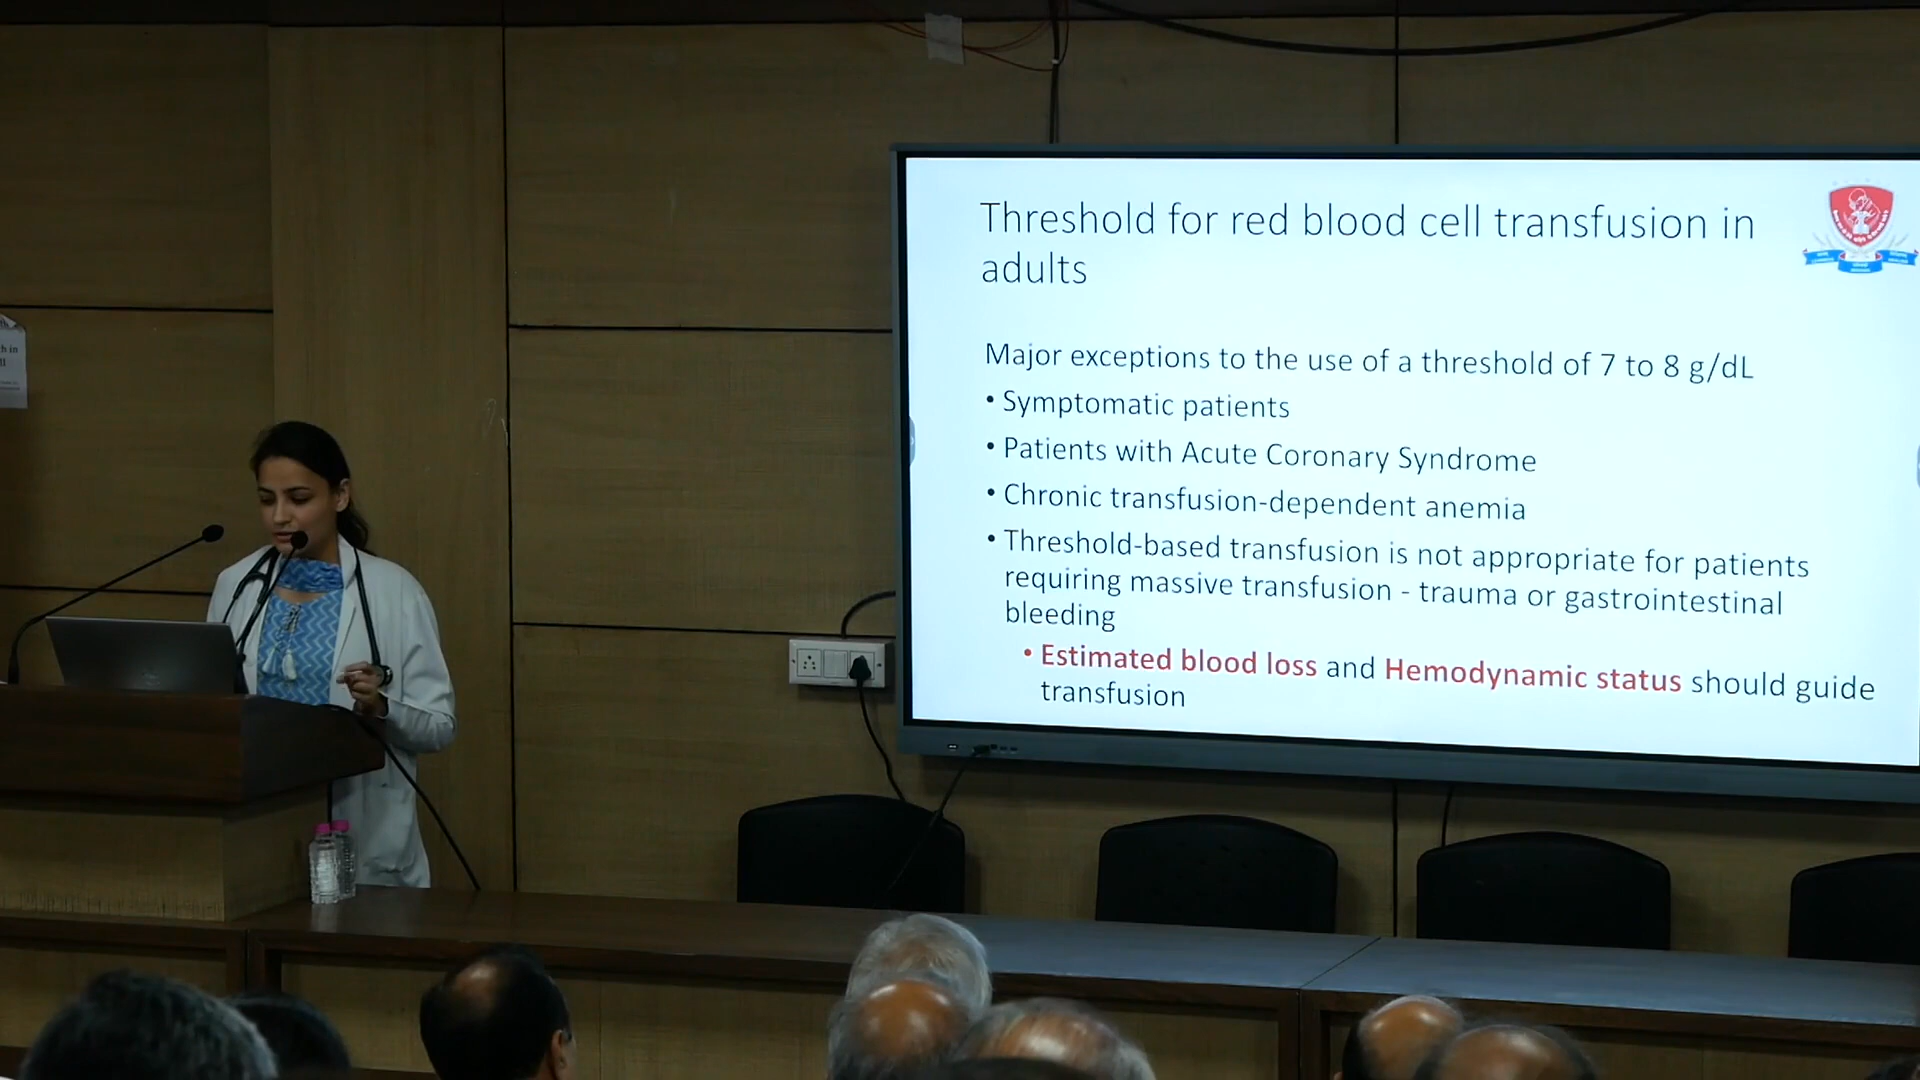 Threshold for red blood cell transfusion in
adults
Major exceptions to the use of a threshold of 7 to 8 g/dL
• Symptomatic patients
• Patients with Acute Coronary Syndrome
• Chronic transfusion-dependent anemia
• Threshold-based transfusion is not appropriate for patients
requiring massive transfusion - trauma or gastrointestinal
bleeding
• Estimated blood loss and Hemodynamic status should guide
transfusion